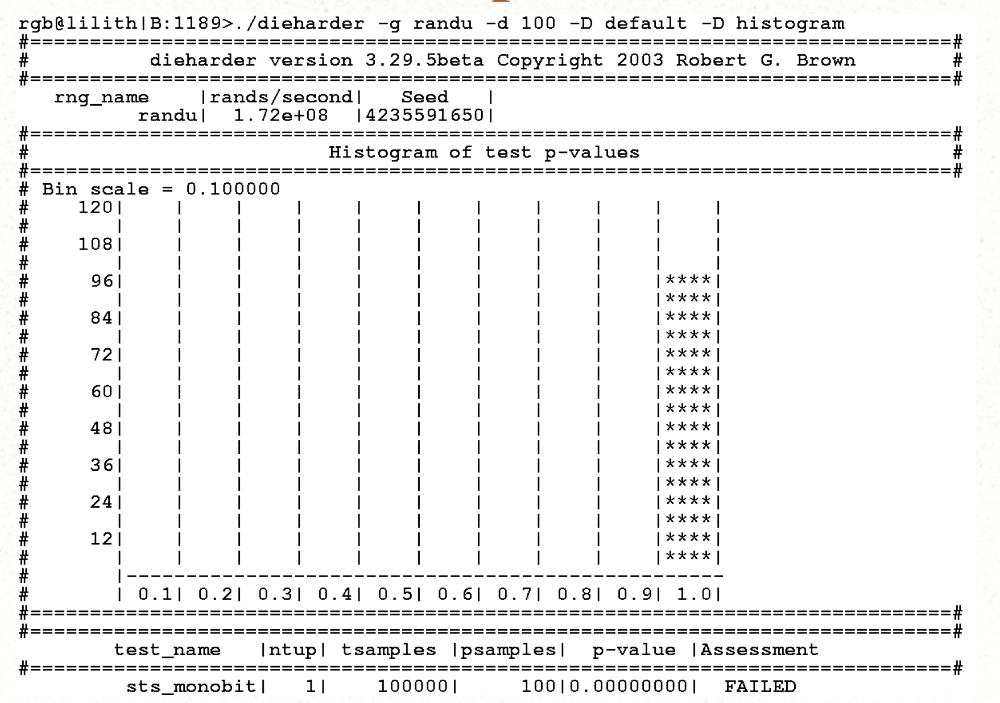 rgb@lilith|B:1189>./dieharder -g randu -d 100 -D default -D histogram
#=============================================================================#
#          dieharder version 3.29.5beta Copyright 2003 Robert G. Brown        #
#=============================================================================#
   rng_name    |rands/second|   Seed   |
          randu|  1.72e+08  |4235591650|
#=============================================================================#
#                         Histogram of test p-values                          #
#=============================================================================#
# Bin scale = 0.100000
#    120|    |    |    |    |    |    |    |    |    |    |
#       |    |    |    |    |    |    |    |    |    |    |
#    108|    |    |    |    |    |    |    |    |    |    |
#       |    |    |    |    |    |    |    |    |    |    |
#     96|    |    |    |    |    |    |    |    |    |****|
#       |    |    |    |    |    |    |    |    |    |****|
#     84|    |    |    |    |    |    |    |    |    |****|
#       |    |    |    |    |    |    |    |    |    |****|
#     72|    |    |    |    |    |    |    |    |    |****|
#       |    |    |    |    |    |    |    |    |    |****|
#     60|    |    |    |    |    |    |    |    |    |****|
#       |    |    |    |    |    |    |    |    |    |****|
#     48|    |    |    |    |    |    |    |    |    |****|
#       |    |    |    |    |    |    |    |    |    |****|
#     36|    |    |    |    |    |    |    |    |    |****|
#       |    |    |    |    |    |    |    |    |    |****|
#     24|    |    |    |    |    |    |    |    |    |****|
#       |    |    |    |    |    |    |    |    |    |****|
#     12|    |    |    |    |    |    |    |    |    |****|
#       |    |    |    |    |    |    |    |    |    |****|
#       |--------------------------------------------------
#       | 0.1| 0.2| 0.3| 0.4| 0.5| 0.6| 0.7| 0.8| 0.9| 1.0|
#=============================================================================#
#=============================================================================#
        test_name   |ntup| tsamples |psamples|  p-value |Assessment
#=============================================================================#
         sts_monobit|   1|    100000|     100|0.00000000|  FAILED